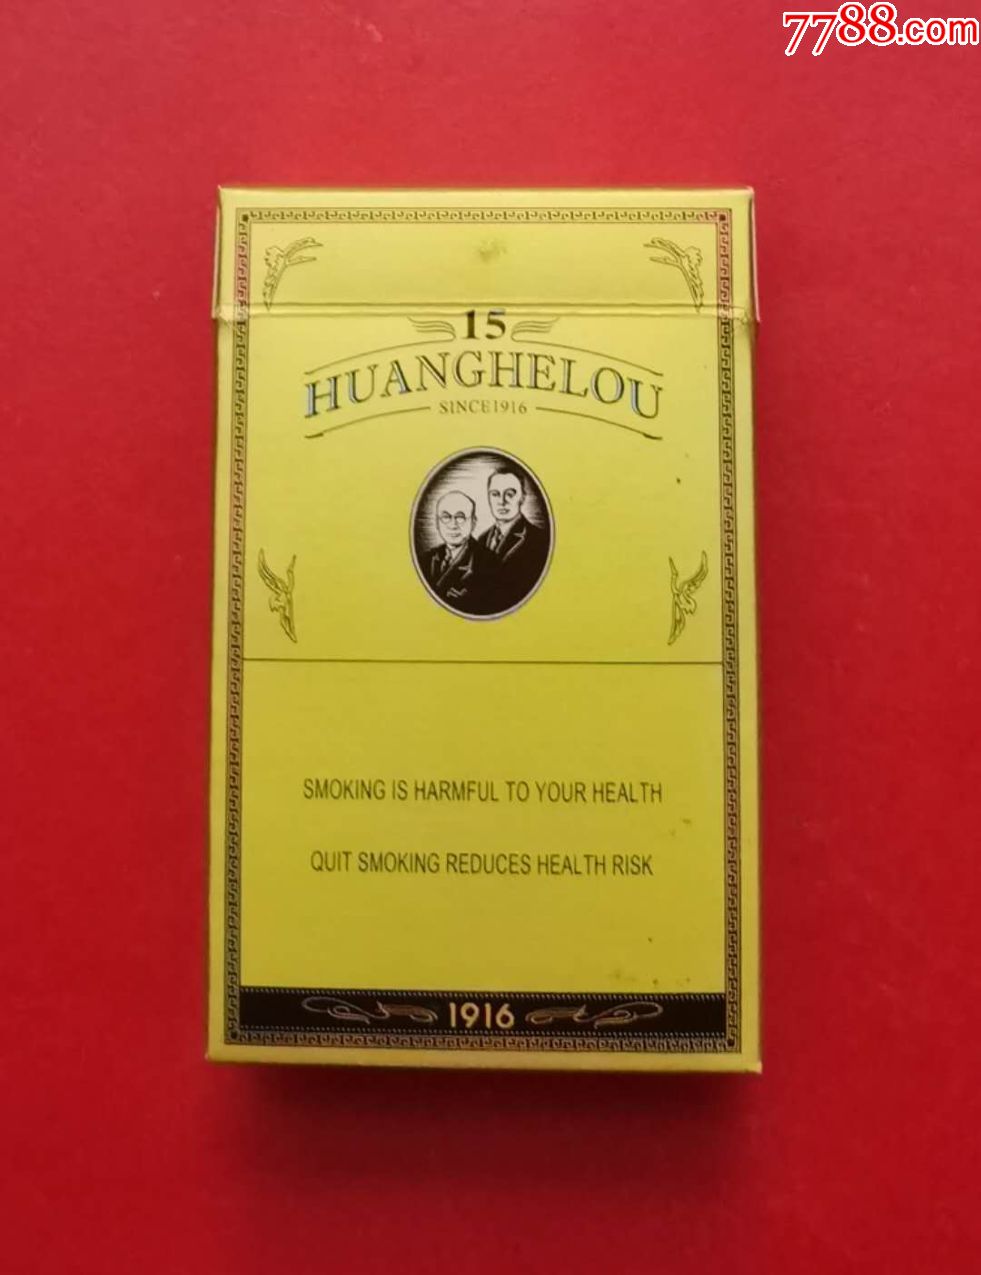 7788.com
15
HUANGHELOU
SINCE1916
SMOKING IS HARMFUL TO YOUR HEALTH
QUIT SMOKING REDUCES HEALTH RISK
1916